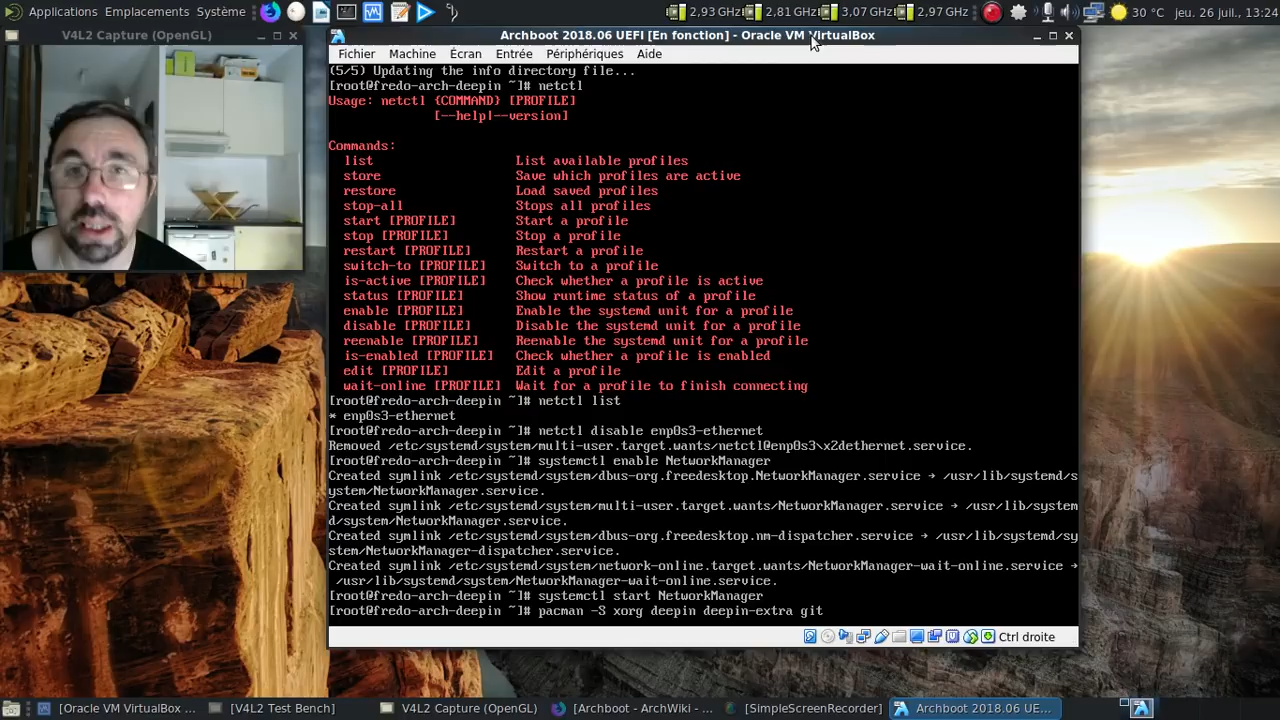 Applications Emplacements Système
2,93 GHz 2,81 GHz 3,07 GHz 2,97 GHz 30 °C jeu. 26 juil., 13:24
V4L2 Capture (OpenGL)
Archboot 2018.06 UEFI [En fonction] - Oracle VM VirtualBox
Fichier Machine Écran Entrée Périphériques Aide
(5/5) Updating the info directory file...
[root@fredo-arch-deepin ~]# netctl
Usage: netctl {COMMAND} [PROFILE]
[--help|--version]
Commands:
list List available profiles
store Save which profiles are active
restore Load saved profiles
stop-all Stops all profiles
start [PROFILE] Start a profile
stop [PROFILE] Stop a profile
restart [PROFILE] Restart a profile
switch-to [PROFILE] Switch to a profile
is-active [PROFILE] Check whether a profile is active
status [PROFILE] Show runtime status of a profile
enable [PROFILE] Enable the systemd unit for a profile
disable [PROFILE] Disable the systemd unit for a profile
reenable [PROFILE] Reenable the systemd unit for a profile
is-enabled [PROFILE] Check whether a profile is enabled
edit [PROFILE] Edit a profile
wait-online [PROFILE] Wait for a profile to finish connecting
[root@fredo-arch-deepin ~]# netctl list
* enp0s3-ethernet
[root@fredo-arch-deepin ~]# netctl disable enp0s3-ethernet
Removed /etc/systemd/system/multi-user.target.wants/netctl@enp0s3\x2dethernet.service.
[root@fredo-arch-deepin ~]# systemctl enable NetworkManager
Created symlink /etc/systemd/system/dbus-org.freedesktop.NetworkManager.service → /usr/lib/systemd/s
ystem/NetworkManager.service.
Created symlink /etc/systemd/system/multi-user.target.wants/NetworkManager.service → /usr/lib/system
d/system/NetworkManager.service.
Created symlink /etc/systemd/system/dbus-org.freedesktop.nm-dispatcher.service → /usr/lib/systemd/sy
stem/NetworkManager-dispatcher.service.
Created symlink /etc/systemd/system/network-online.target.wants/NetworkManager-wait-online.service →
/usr/lib/systemd/system/NetworkManager-wait-online.service.
[root@fredo-arch-deepin ~]# systemctl start NetworkManager
[root@fredo-arch-deepin ~]# pacman -S xorg deepin deepin-extra git
Ctrl droite
[Oracle VM VirtualBox ... [V4L2 Test Bench] V4L2 Capture (OpenGL) [Archboot - ArchWiki - ... [SimpleScreenRecorder] Archboot 2018.06 UE...